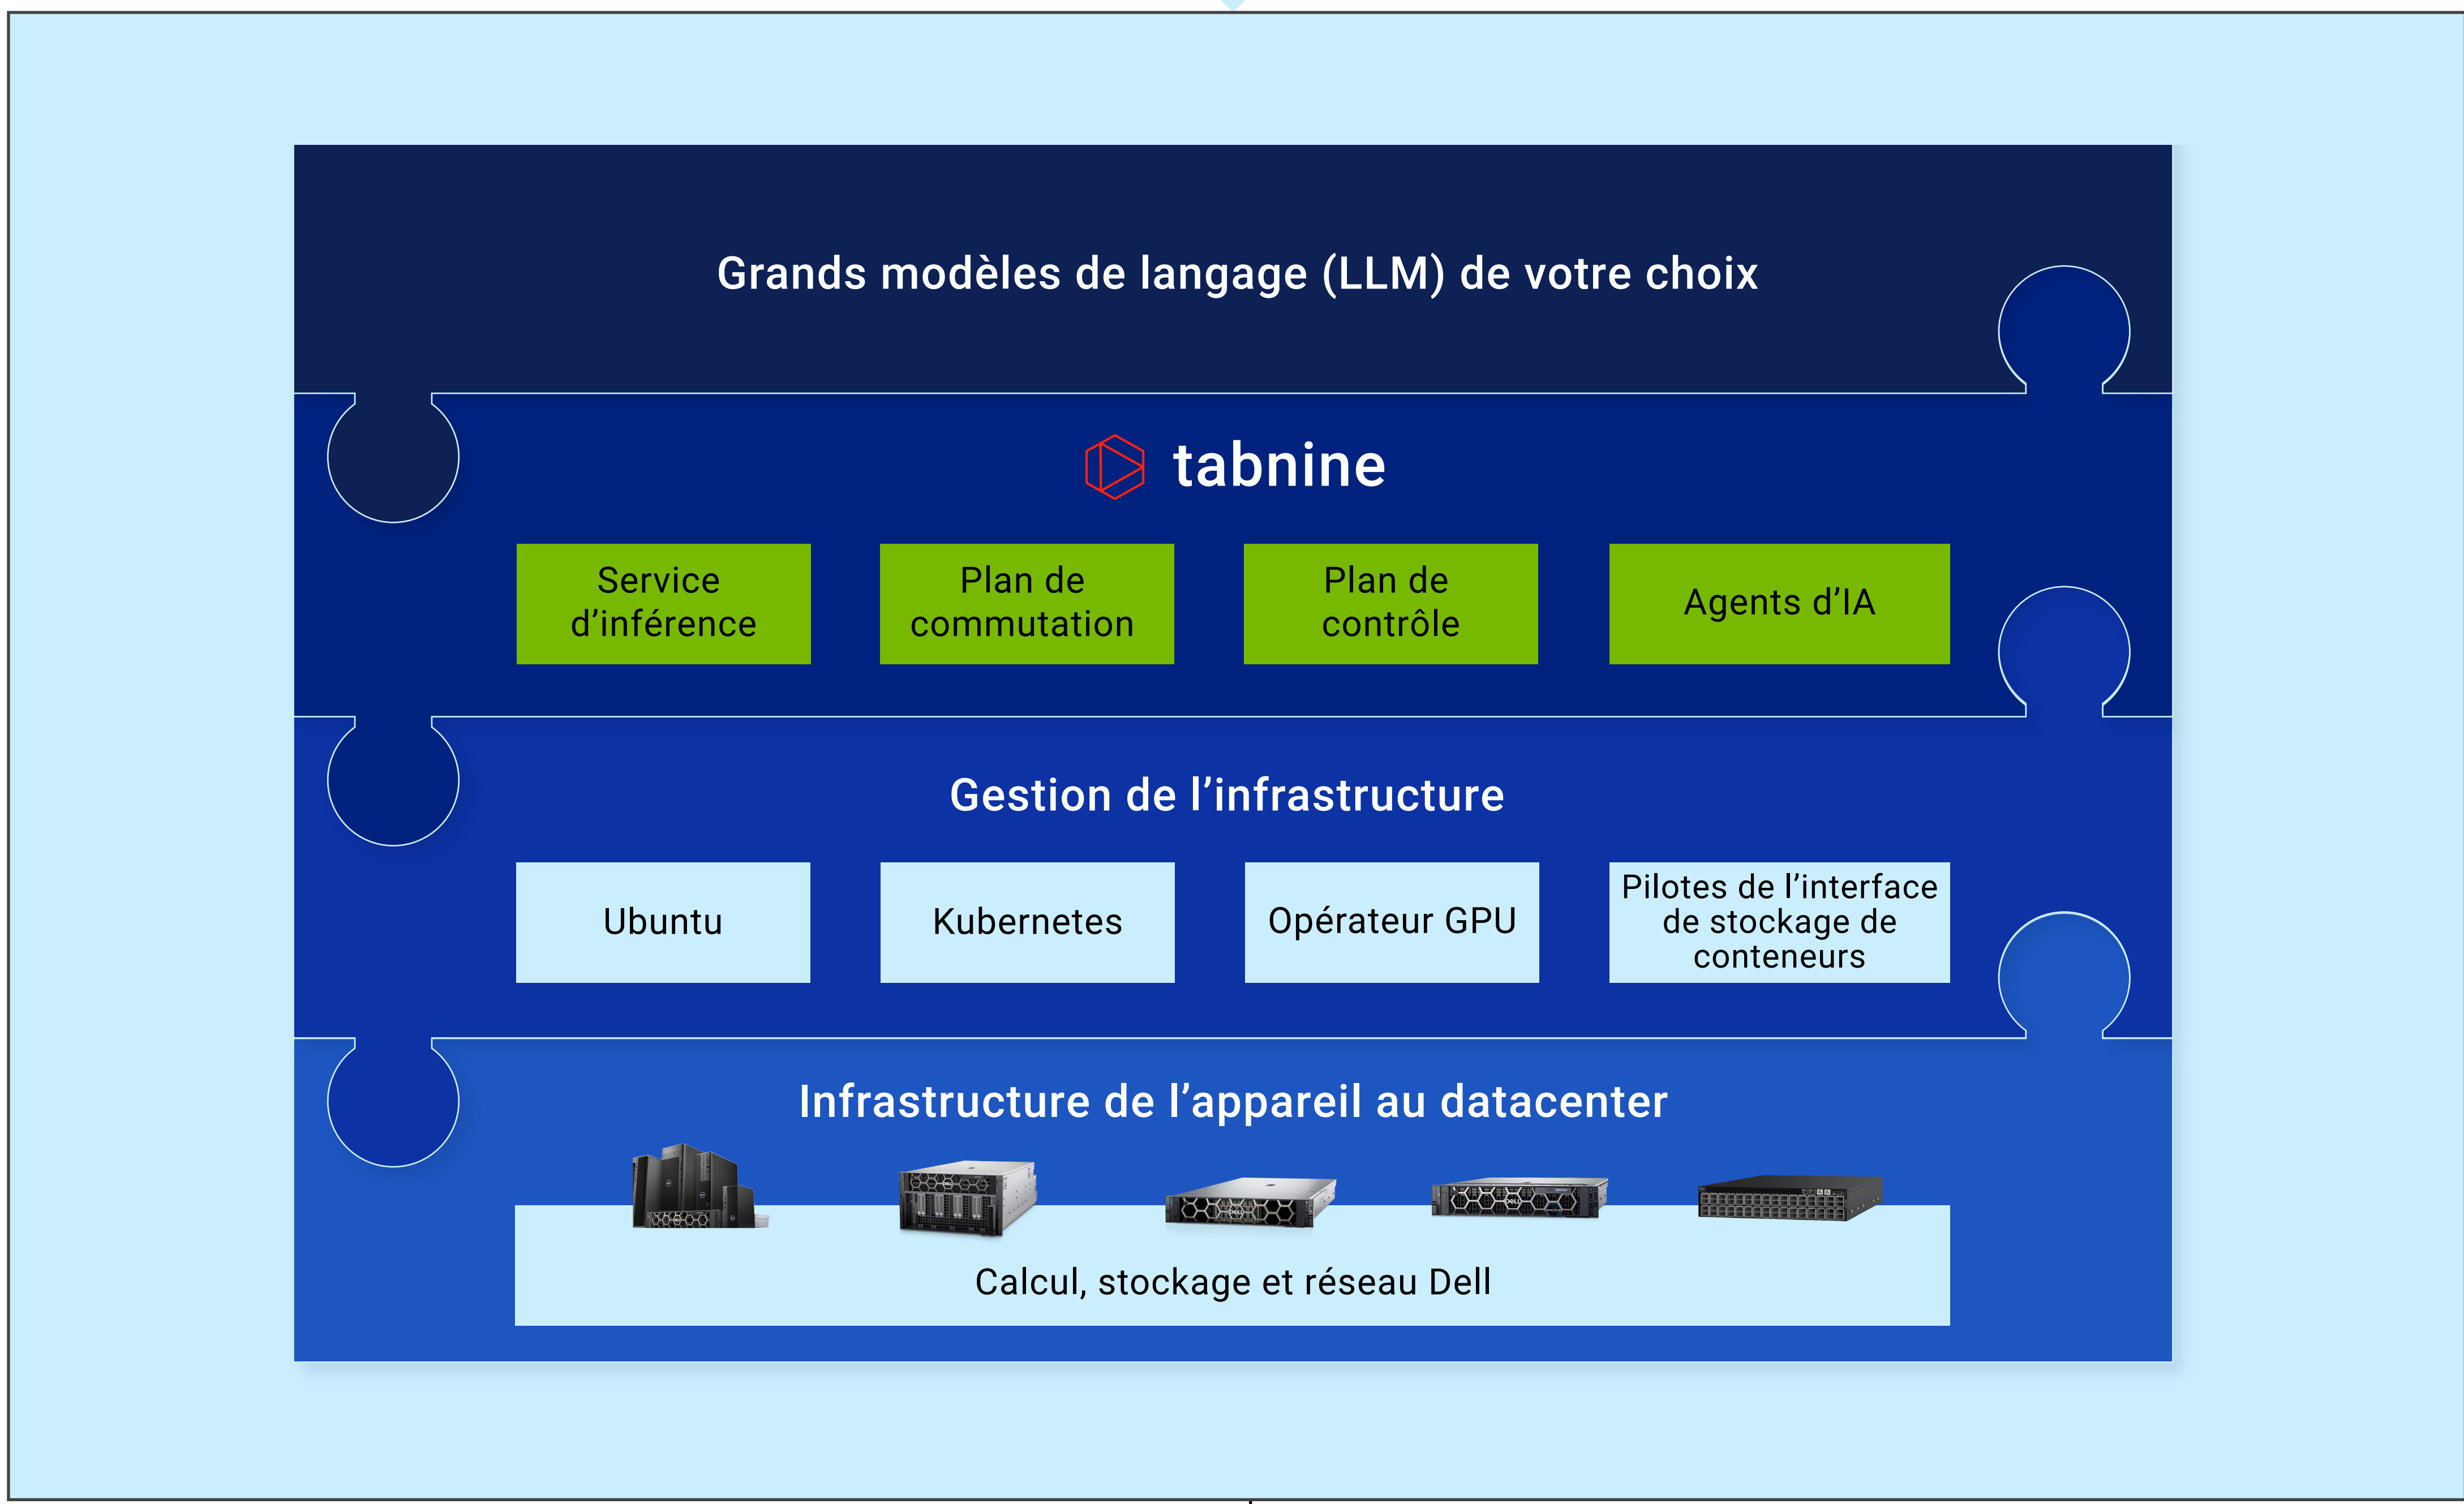 Grands modèles de langage (LLM) de votre choix
tabnine
Service
d’inférence
Plan de
commutation
Plan de
contrôle
Agents d’IA
Gestion de l’infrastructure
Ubuntu
Kubernetes
Opérateur GPU
Pilotes de l’interface
de stockage de
conteneurs
Infrastructure de l’appareil au datacenter
Calcul, stockage et réseau Dell